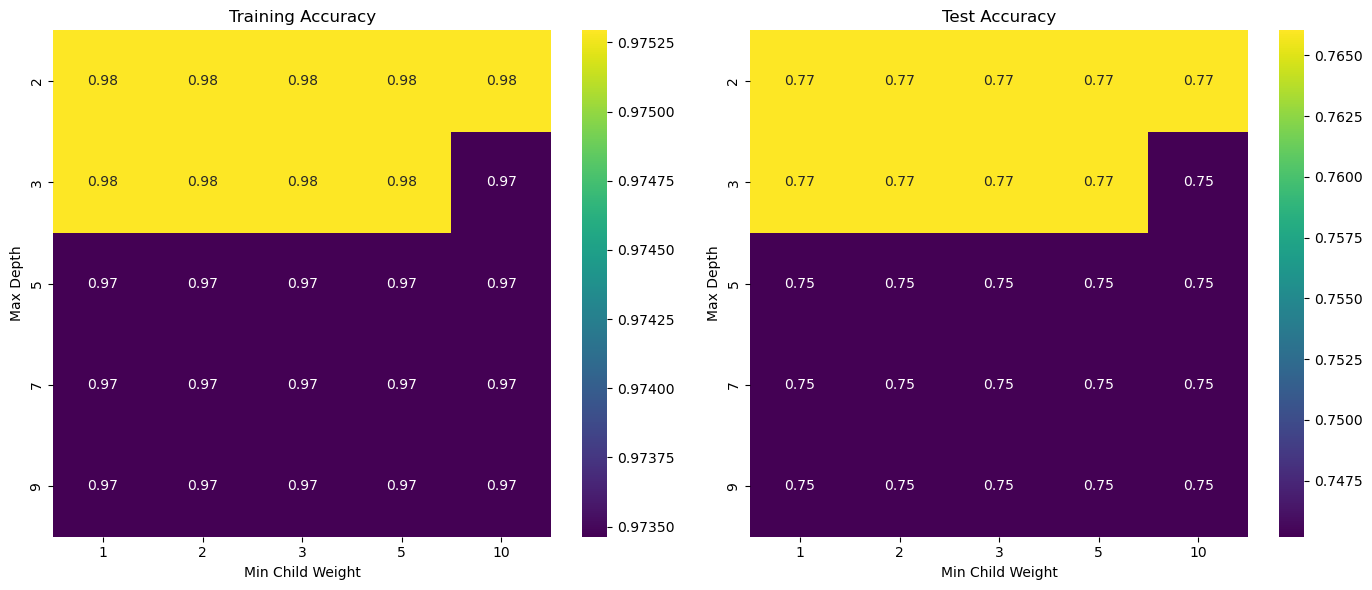 Training Accuracy
Max Depth
2
3
5
7
9
0.98 0.98 0.98 0.98 0.98
0.98 0.98 0.98 0.98 0.97
0.97 0.97 0.97 0.97 0.97
0.97 0.97 0.97 0.97 0.97
0.97 0.97 0.97 0.97 0.97
1 2 3 5 10
Min Child Weight
0.97525
0.97500
0.97475
0.97450
0.97425
0.97400
0.97375
0.97350
Test Accuracy
Max Depth
2
3
5
7
9
0.77 0.77 0.77 0.77 0.77
0.77 0.77 0.77 0.77 0.75
0.75 0.75 0.75 0.75 0.75
0.75 0.75 0.75 0.75 0.75
0.75 0.75 0.75 0.75 0.75
1 2 3 5 10
Min Child Weight
0.7650
0.7625
0.7600
0.7575
0.7550
0.7525
0.7500
0.7475